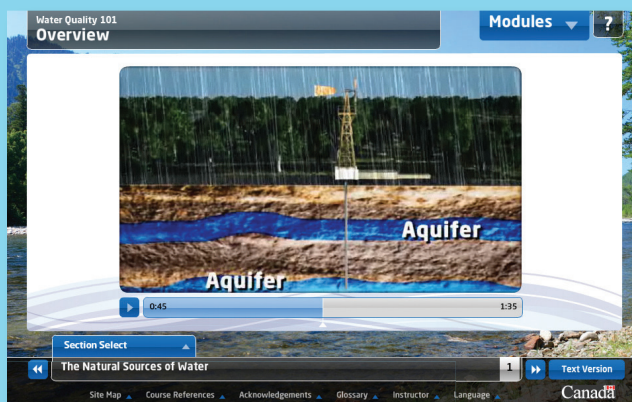 Water Quality 101
Overview
Modules
?
Aquifer
Aquifer
0:45
1:35
Section Select
The Natural Sources of Water
1
Text Version
Site Map
Course References
Acknowledgements
Glossary
Instructor
Language
Canada